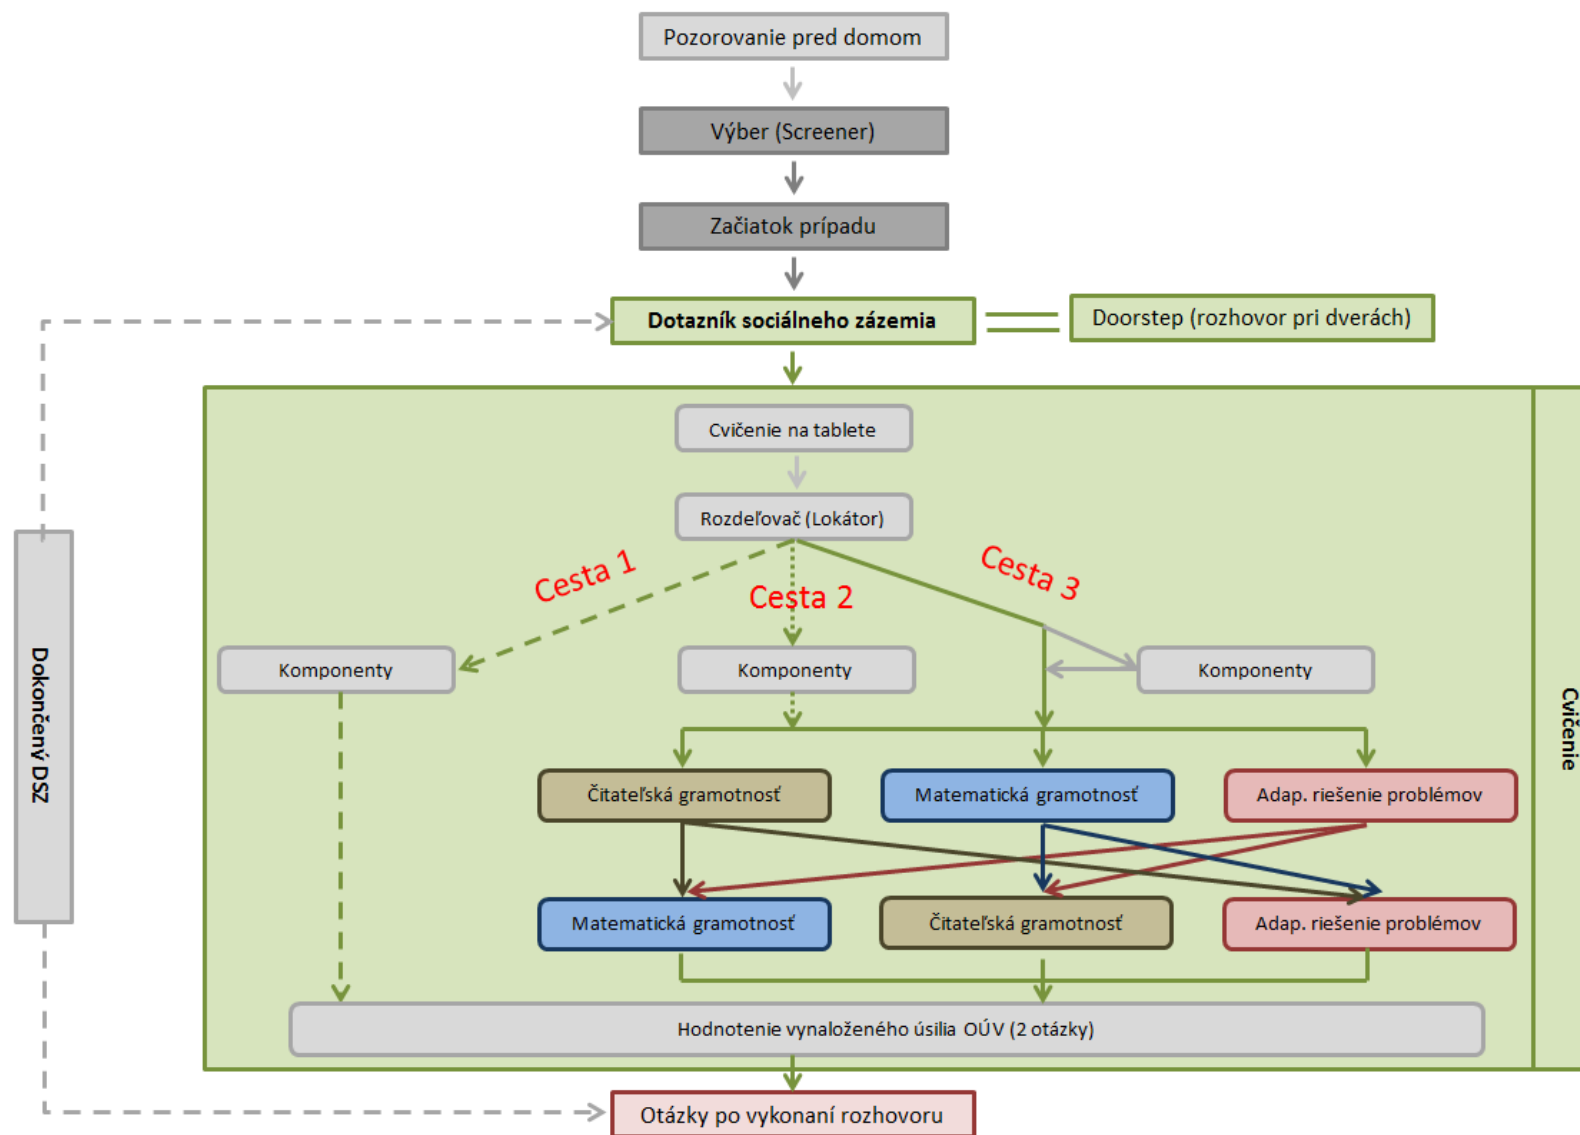 Pozorovanie pred domom
Výber (Screener)
Začiatok prípadu
Dotazník sociálneho zázemia
Doorstep (rozhovor pri dverách)
Cvičenie na tablete
Rozdeľovač (Lokátor)
Cesta 1
Cesta 2
Cesta 3
Komponenty
Komponenty
Komponenty
Dokončený DSZ
Cvičenie
Čitateľská gramotnosť
Matematická gramotnosť
Adap. riešenie problémov
Matematická gramotnosť
Čitateľská gramotnosť
Adap. riešenie problémov
Hodnotenie vynaloženého úsilia OÚV (2 otázky)
Otázky po vykonaní rozhovoru